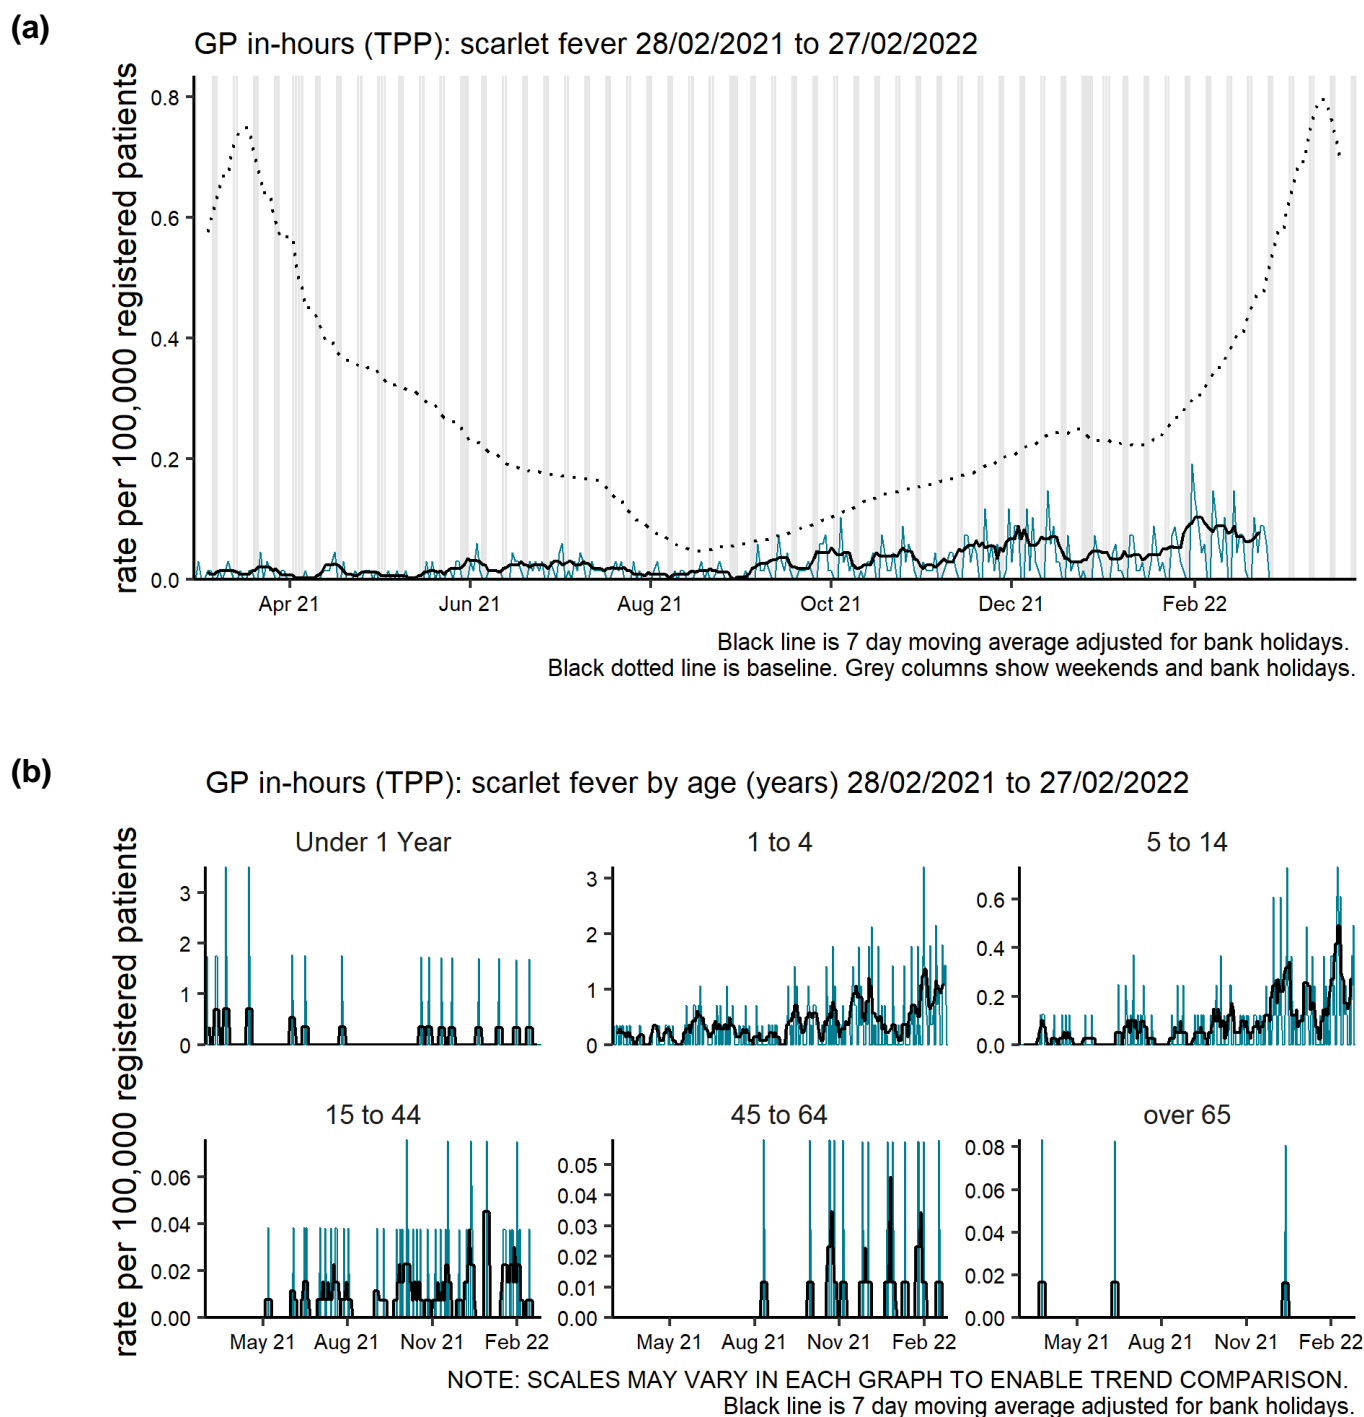 (a)
GP in-hours (TPP): scarlet fever 28/02/2021 to 27/02/2022
rate per 100,000 registered patients
0.8
0.6
0.4
0.2
0.0
Apr 21 Jun 21 Aug 21 Oct 21 Dec 21 Feb 22
Black line is 7 day moving average adjusted for bank holidays.
Black dotted line is baseline. Grey columns show weekends and bank holidays.
(b)
GP in-hours (TPP): scarlet fever by age (years) 28/02/2021 to 27/02/2022
rate per 100,000 registered patients
Under 1 Year
3
2
1
0
1 to 4
3
2
1
0
5 to 14
0.6
0.4
0.2
0.0
15 to 44
0.06
0.04
0.02
0.00
May 21 Aug 21 Nov 21 Feb 22
45 to 64
0.05
0.04
0.03
0.02
0.01
0.00
May 21 Aug 21 Nov 21 Feb 22
over 65
0.08
0.06
0.04
0.02
0.00
May 21 Aug 21 Nov 21 Feb 22
NOTE: SCALES MAY VARY IN EACH GRAPH TO ENABLE TREND COMPARISON.
Black line is 7 day moving average adjusted for bank holidays.